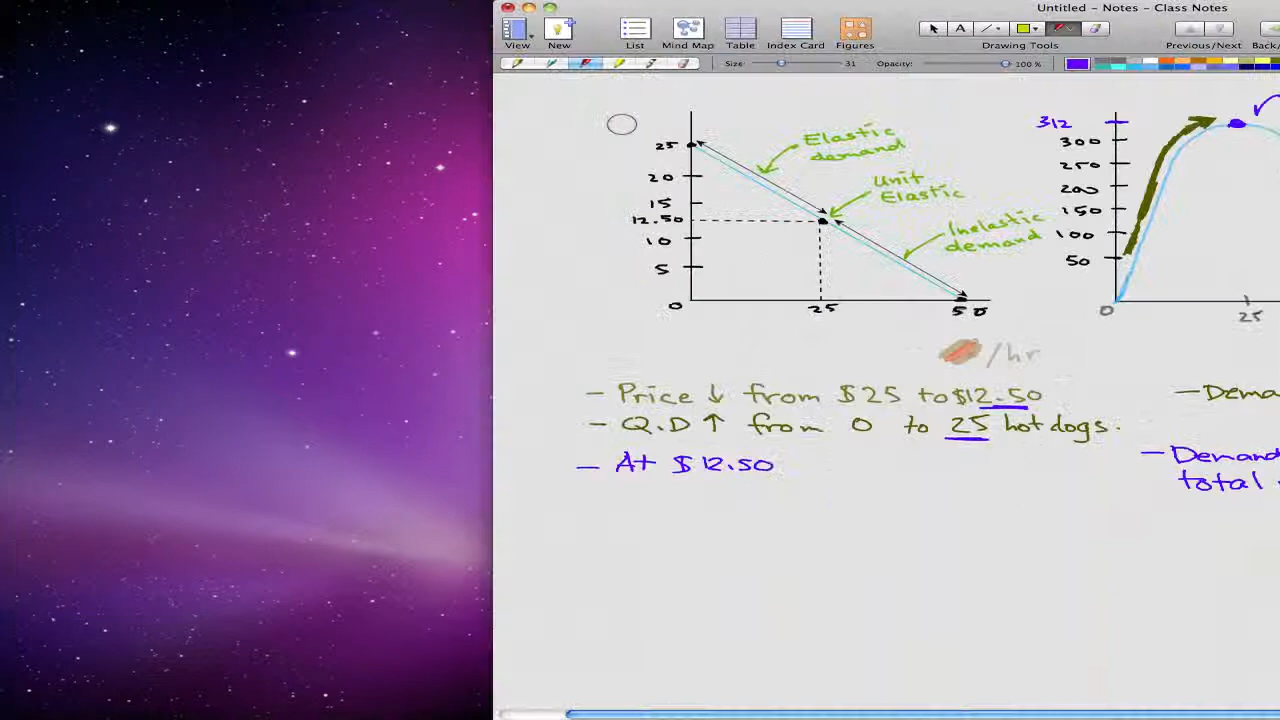 Untitled - Notes - Class Notes
View New List Mind Map Table Index Card Figures Drawing Tools Previous/Next
Size: 31 Opacity: 100 %
25
20
15
12.50
10
5
0
25
50
Elastic
demand
Unit
Elastic
Inelastic
demand
/hr
312
300
250
200
150
100
50
0
25
- Price ↓ from $25 to $12.50
- Q.D ↑ from 0 to 25 hot dogs.
- At $12.50
total